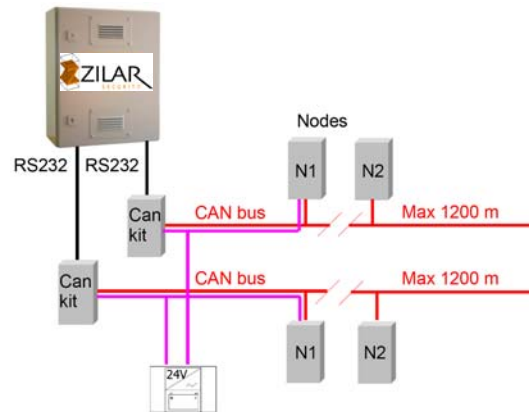 ZILAR
SECURITY
RS232
RS232
Nodes
N1
N2
Can
kit
CAN bus
Max 1200 m
Can
kit
CAN bus
Max 1200 m
N1
N2
24V